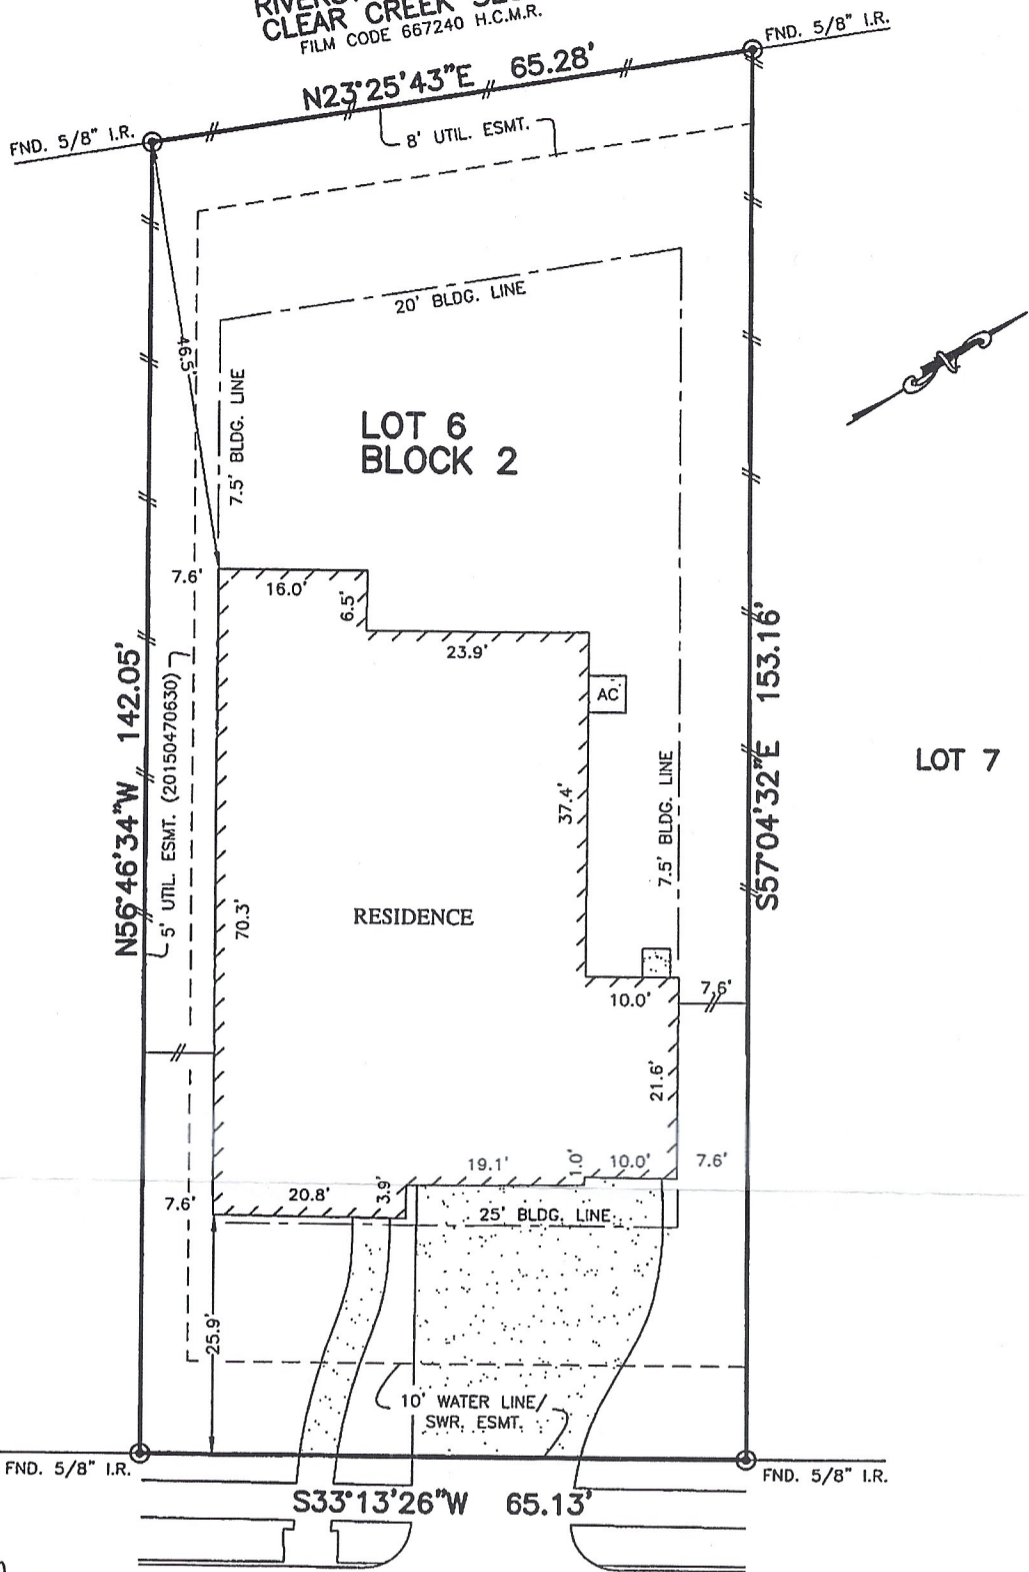 CLEAR CREEK
FILM CODE 667240 H.C.M.R.
FND. 5/8" I.R.
N23°25'43"E 65.28'
FND. 5/8" I.R.
8' UTIL. ESMT.
20' BLDG. LINE
46.5'
7.5' BLDG. LINE
LOT 6
BLOCK 2
7.6'
16.0'
6.5'
23.9'
AC
N56°46'34"W 142.05'
5' UTIL. ESMT. (20150470630)
37.4'
7.5' BLDG. LINE
S57°04'32"E 153.16'
LOT 7
70.3'
RESIDENCE
10.0'
7.6'
21.6'
19.1'
1.0'
10.0'
7.6'
7.6'
20.8'
3.9'
25' BLDG. LINE
25.9'
10' WATER LINE/
SWR. ESMT.
FND. 5/8" I.R.
FND. 5/8" I.R.
S33°13'26"W 65.13'